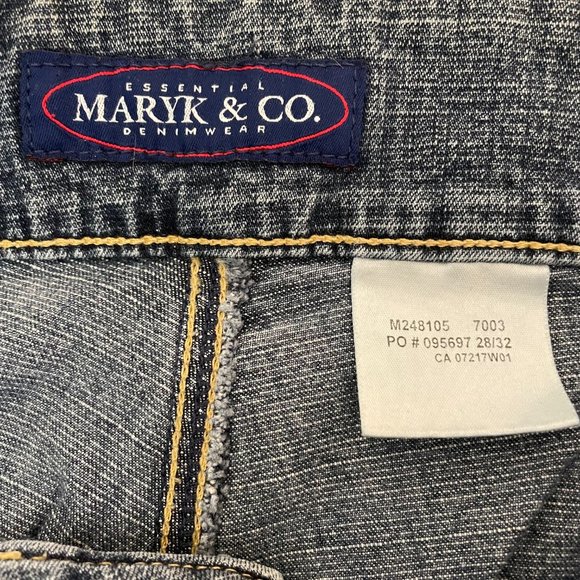 ESSENTIAL
MARYK & CO.
DENIMWEAR
M248105 7003
PO # 095697 28/32
CA 07217W01